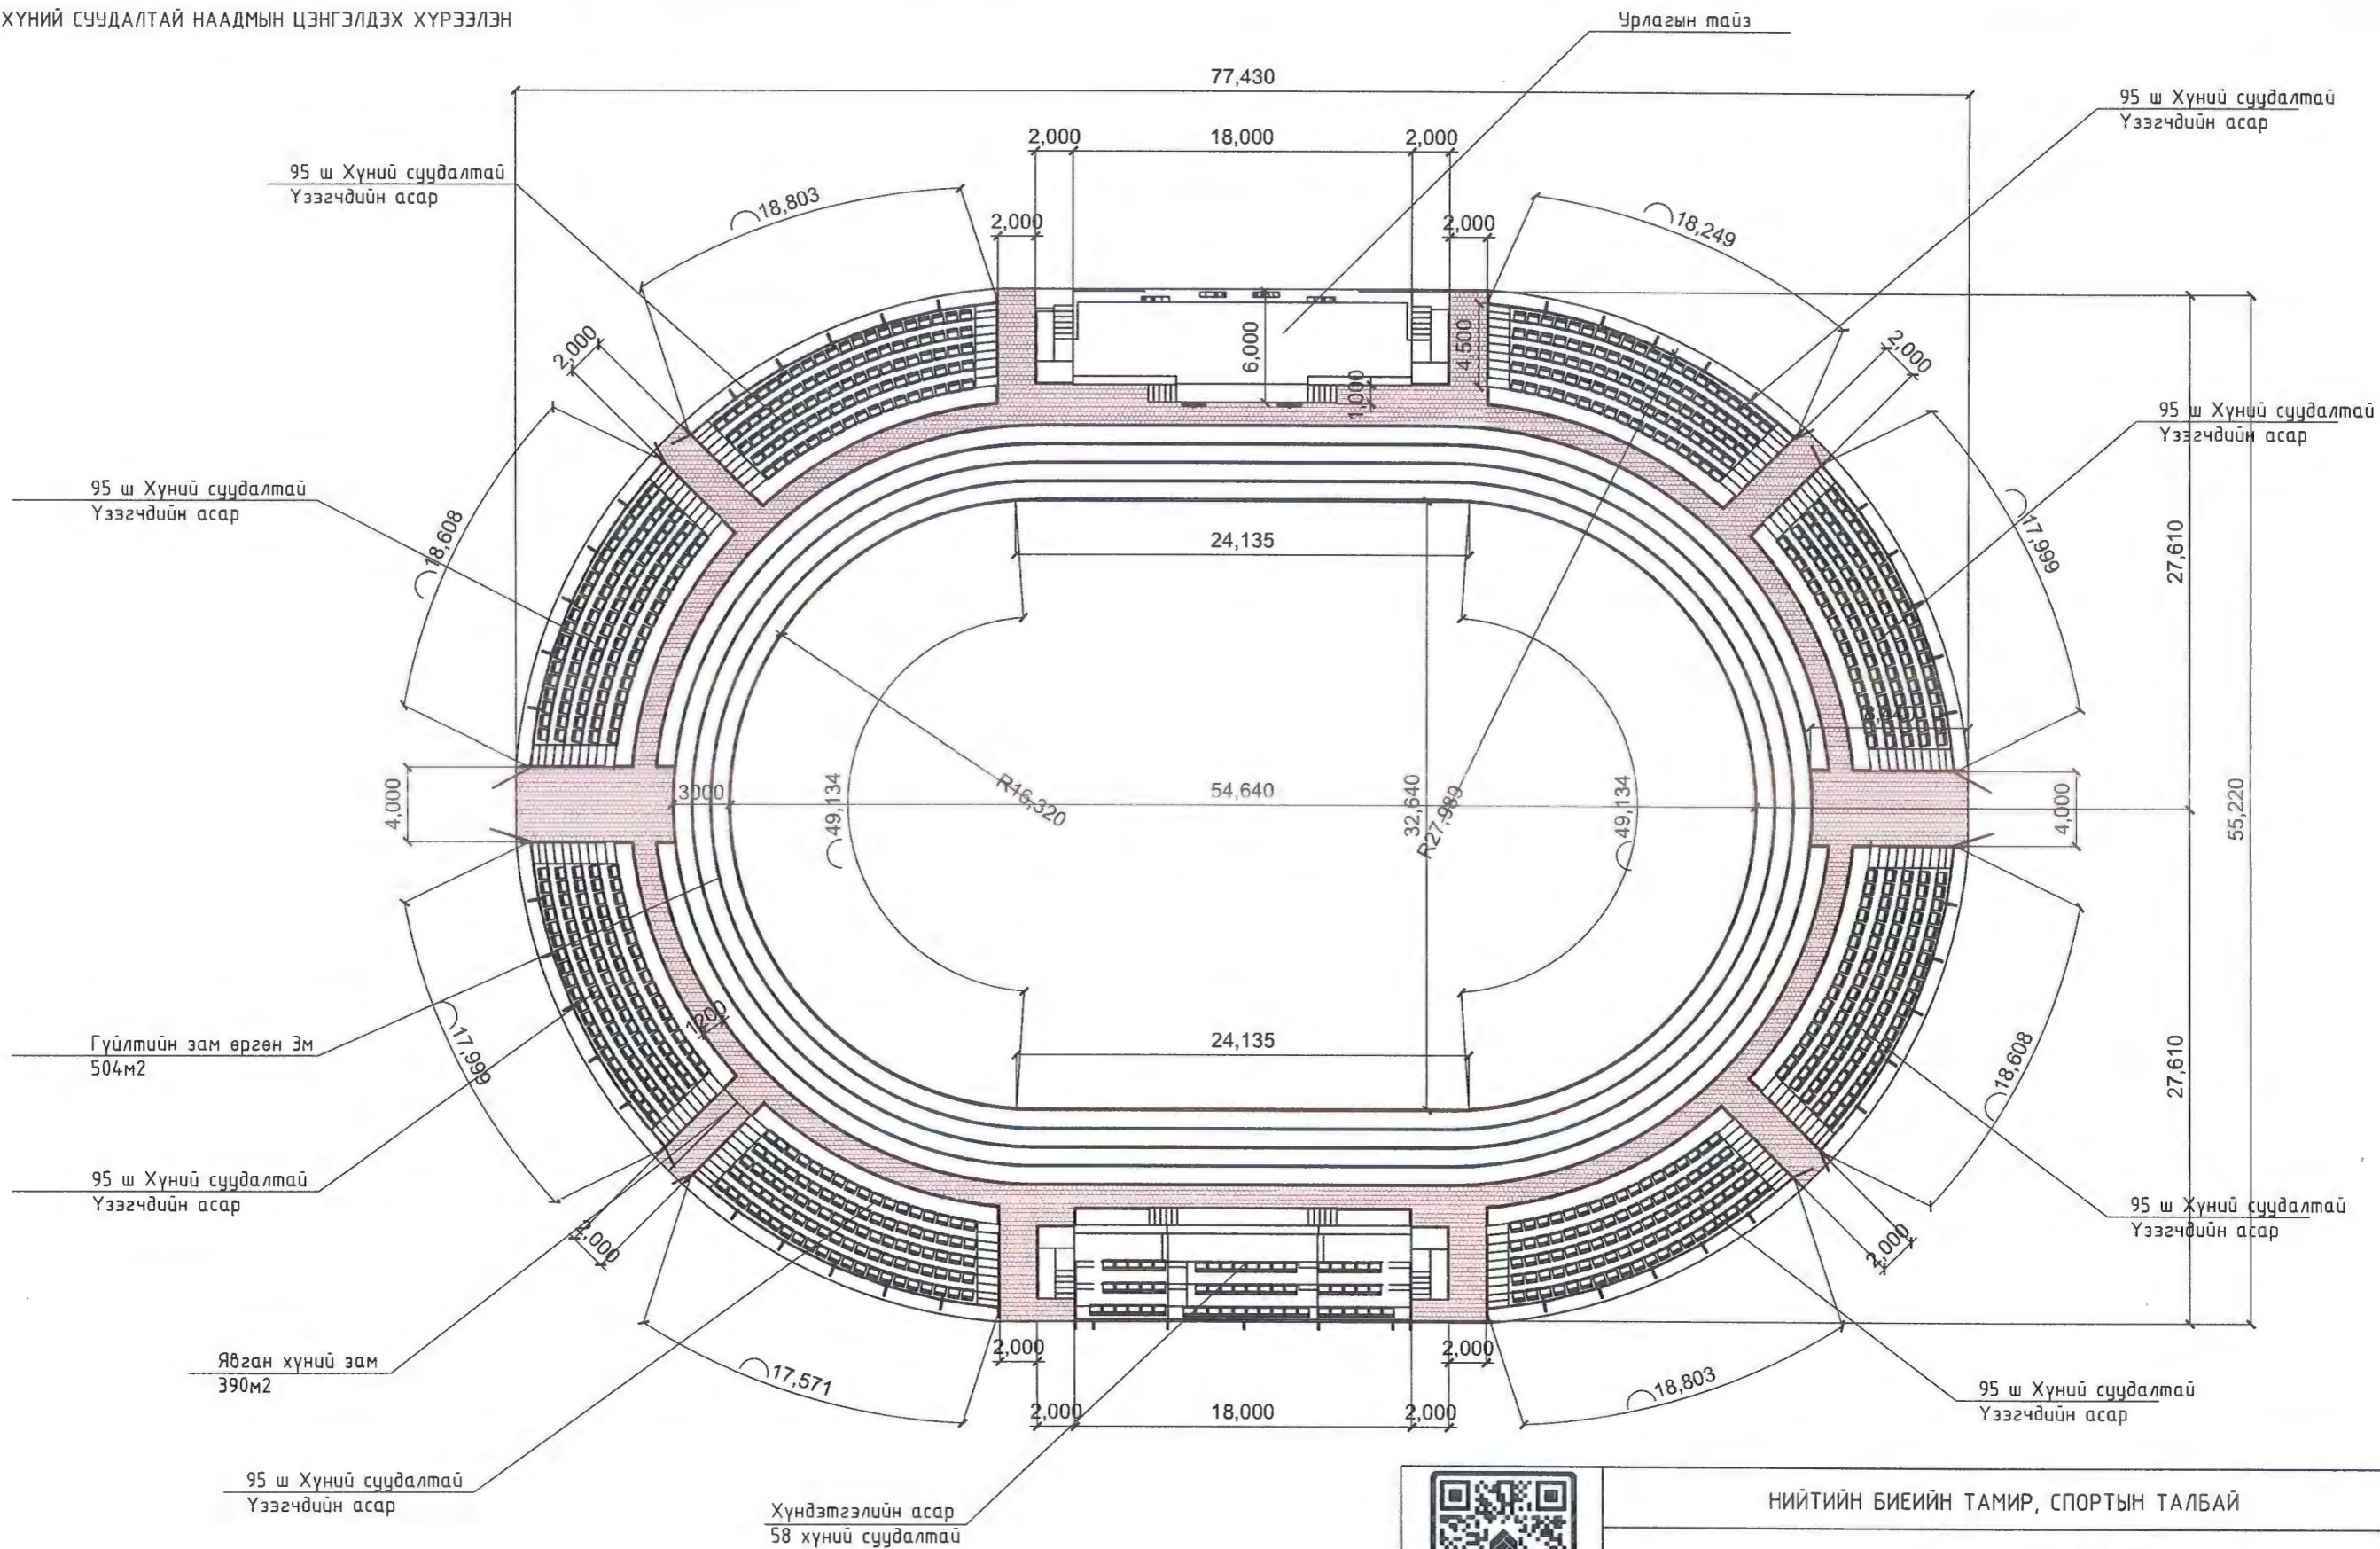 ХҮНИЙ СУУДАЛТАЙ НААДМЫН ЦЭНГЭЛДЭХ ХҮРЭЭЛЭН
Урлагын тайз
77,430
95 ш Хүний суудалтай
Үзэгчдийн асар
2,000
18,000
2,000
95 ш Хүний суудалтай
Үзэгчдийн асар
18,803
2,000
2,000
18,249
2,000
6,000
4,500
1,000
2,000
95 ш Хүний суудалтай
Үзэгчдийн асар
95 ш Хүний суудалтай
Үзэгчдийн асар
18,608
24,135
17,999
27,610
4,000
3000
49,134
R16,320
54,640
32,640
R27,989
49,134
4,000
55,220
Гүйлтийн зам өргөн 3м
504м2
1200
17,999
24,135
18,608
27,610
95 ш Хүний суудалтай
Үзэгчдийн асар
2,000
95 ш Хүний суудалтай
Үзэгчдийн асар
2,000
Явган хүний зам
390м2
2,000
2,000
17,571
18,803
2,000
18,000
2,000
95 ш Хүний суудалтай
Үзэгчдийн асар
95 ш Хүний суудалтай
Үзэгчдийн асар
Хүндэтгэлийн асар
58 хүний суудалтай
НИЙТИЙН БИЕИЙН ТАМИР, СПОРТЫН ТАЛБАЙ